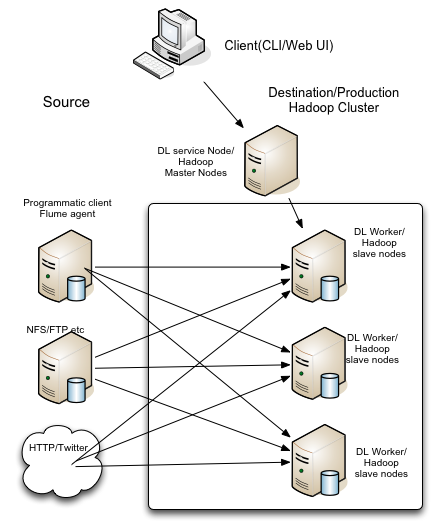 Client(CLI/Web UI)
Source
Destination/Production
Hadoop Cluster
DL service Node/
Hadoop
Master Nodes
Programmatic client
Flume agent
DL Worker/
Hadoop
slave nodes
NFS/FTP etc
DL Worker/
Hadoop
slave nodes
HTTP/Twitter
DL Worker/
Hadoop
slave nodes